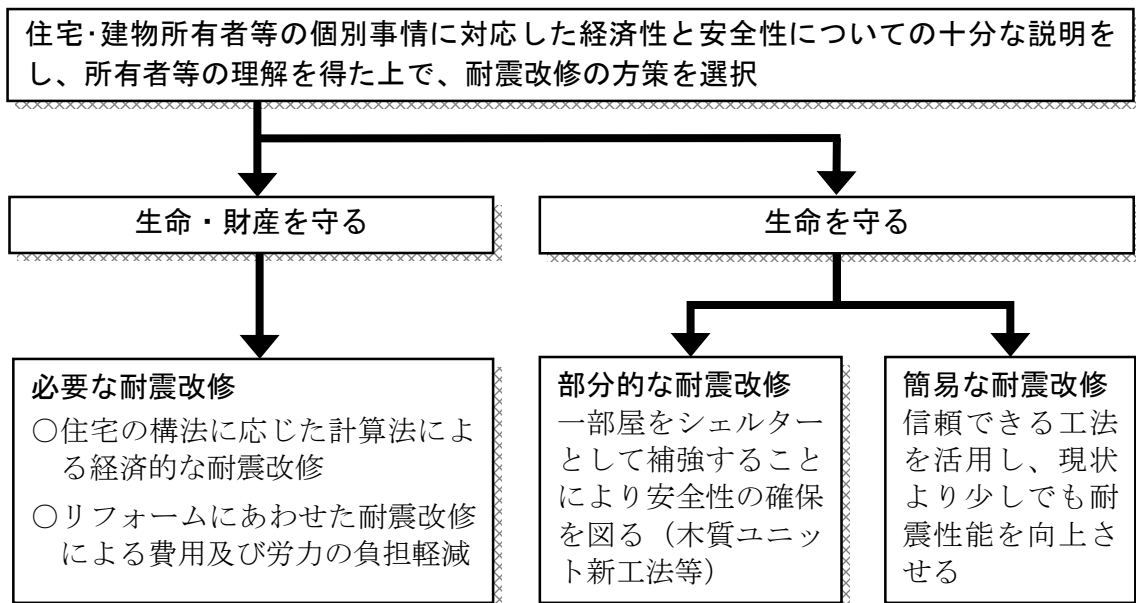 住宅・建物所有者等の個別事情に対応した経済性と安全性についての十分な説明を
し、所有者等の理解を得た上で、耐震改修の方策を選択
生命・財産を守る
生命を守る
必要な耐震改修
○住宅の構法に応じた計算法によ
る経済的な耐震改修
○リフォームにあわせた耐震改修
による費用及び労力の負担軽減
部分的な耐震改修
一部屋をシェルター
として補強すること
により安全性の確保
を図る（木質ユニッ
ト新工法等）
簡易な耐震改修
信頼できる工法
を活用し、現状
より少しでも耐
震性能を向上さ
せる